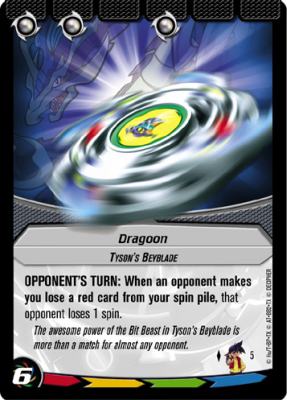 Dragoon
TYSON'S BEYBLADE
OPPONENT'S TURN: When an opponent makes
you lose a red card from your spin pile, that
opponent loses 1 spin.
The awesome power of the Bit Beast in Tyson's Beyblade is
more than a match for almost any opponent.
5
6